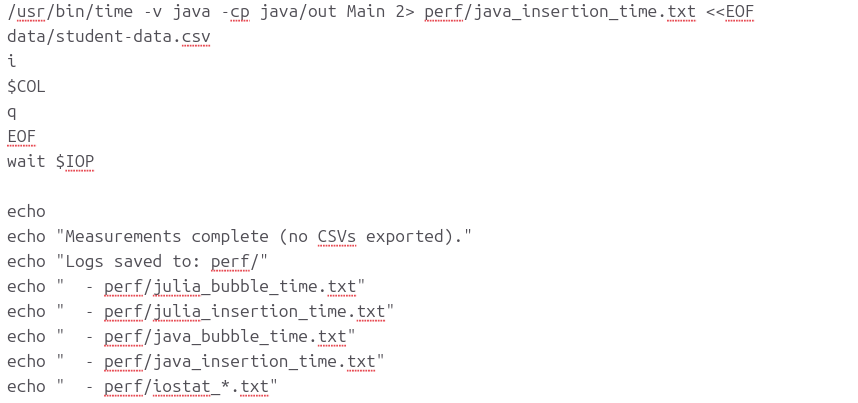 /usr/bin/time -v java -cp java/out Main 2> perf/java_insertion_time.txt <<EOF
data/student-data.csv
i
$COL
q
EOF
wait $IOP
echo
echo "Measurements complete (no CSVs exported)."
echo "Logs saved to: perf/"
echo "  - perf/julia_bubble_time.txt"
echo "  - perf/julia_insertion_time.txt"
echo "  - perf/java_bubble_time.txt"
echo "  - perf/java_insertion_time.txt"
echo "  - perf/iostat_*.txt"